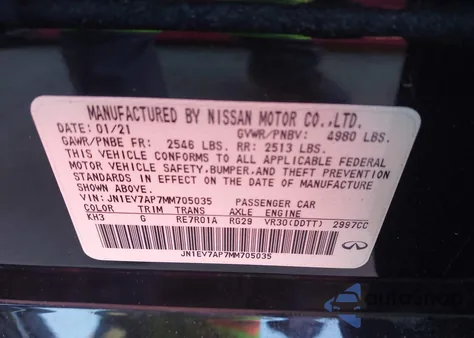 MANUFACTURED BY NISSAN MOTOR CO.,LTD.
DATE: 01/21 GVWR/PNBV: 4980 LBS.
GAWR/PNBE FR: 2546 LBS. RR: 2513 LBS.
THIS VEHICLE CONFORMS TO ALL APPLICABLE FEDERAL
MOTOR VEHICLE SAFETY,BUMPER,AND THEFT PREVENTION
STANDARDS IN EFFECT ON THE DATE OF MANUFACTURE
SHOWN ABOVE.
VIN: JN1EV7AP7MM705035 PASSENGER CAR
COLOR TRIM TRANS AXLE ENGINE
KH3 G RE7R01A RG29 VR30(DDTT) 2997CC
JN1EV7AP7MM705035